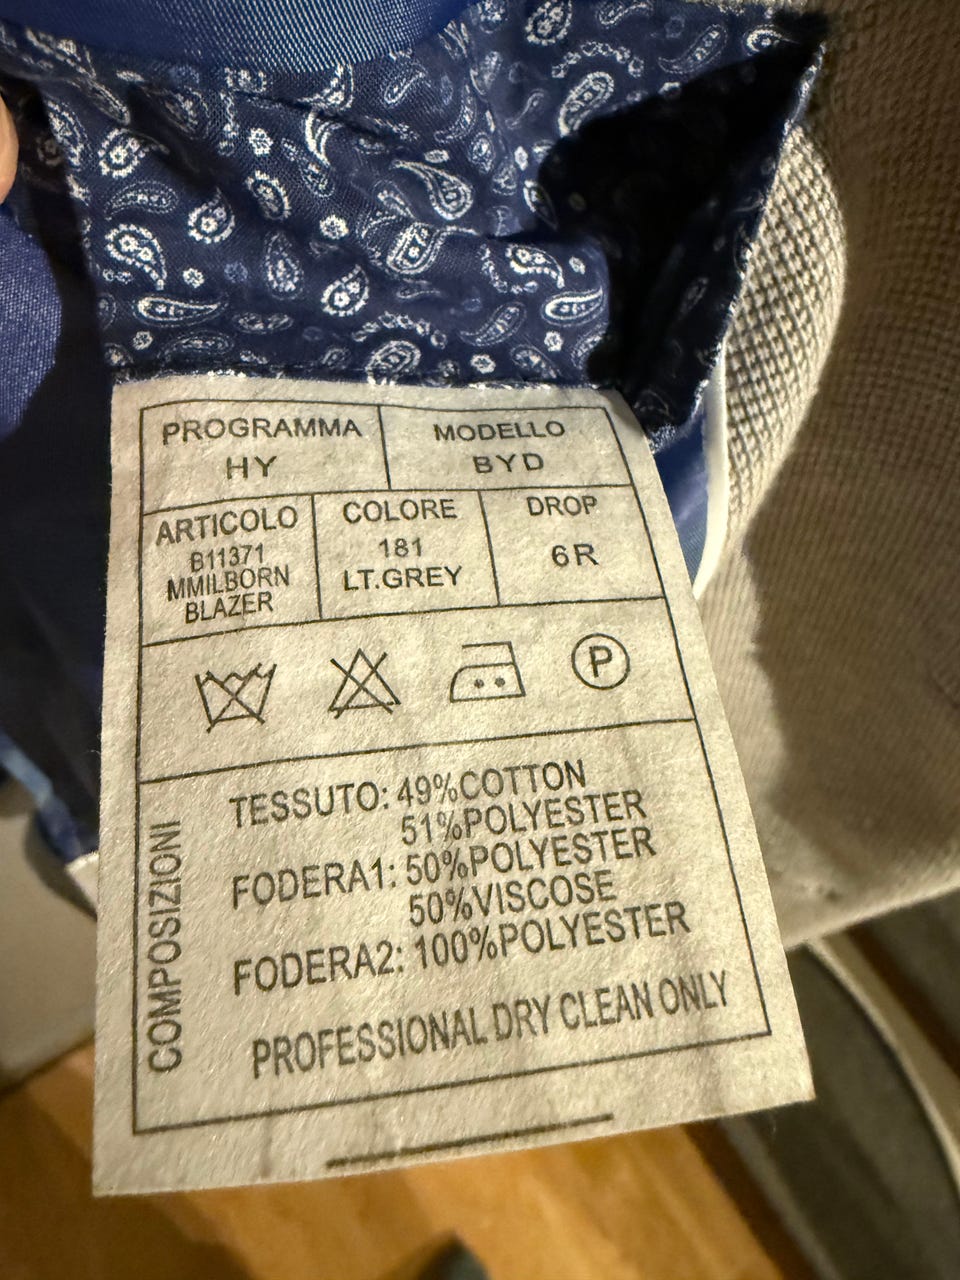 PROGRAMMA
HY
MODELLO
BYD
ARTICOLO
B11371
MMILBORN
BLAZER
COLORE
181
LT.GREY
DROP
6R
P
COMPOSIZIONI
TESSUTO: 49%COTTON
51%POLYESTER
FODERA1: 50%POLYESTER
50%VISCOSE
FODERA2: 100%POLYESTER
PROFESSIONAL DRY CLEAN ONLY